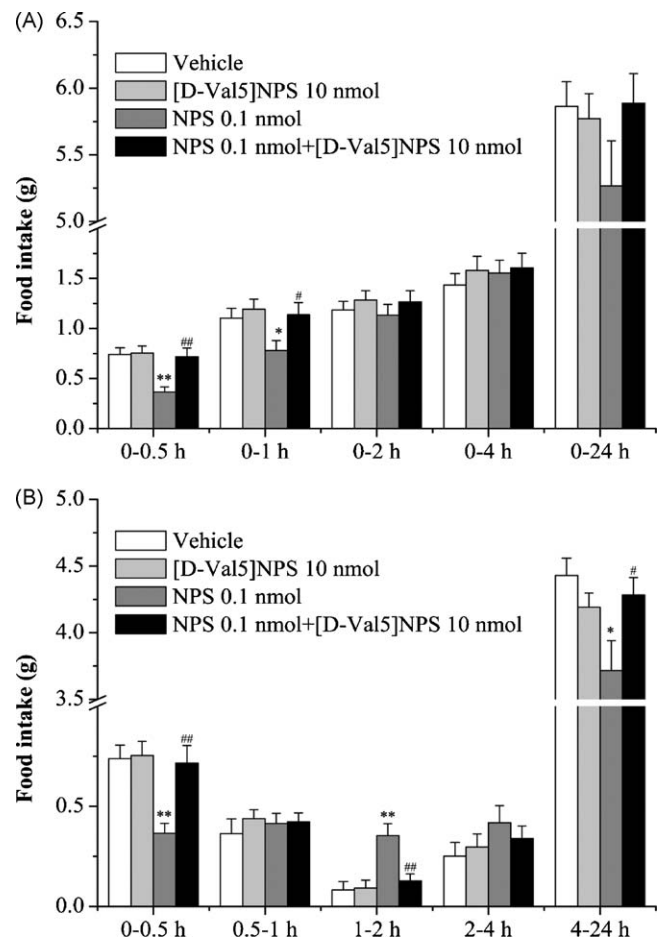 (A)
Vehicle
[D-Val5]NPS 10 nmol
NPS 0.1 nmol
NPS 0.1 nmol+[D-Val5]NPS 10 nmol
Food intake (g)
6.0
5.5
5.0
1.5
1.0
0.5
0.0
**
##
*
#
0-0.5 h
0-1 h
0-2 h
0-4 h
0-24 h
(B)
Vehicle
[D-Val5]NPS 10 nmol
NPS 0.1 nmol
NPS 0.1 nmol+[D-Val5]NPS 10 nmol
Food intake (g)
5.0
4.5
4.0
3.5
0.5
0.0
**
##
**
##
*
#
0-0.5 h
0.5-1 h
1-2 h
2-4 h
4-24 h